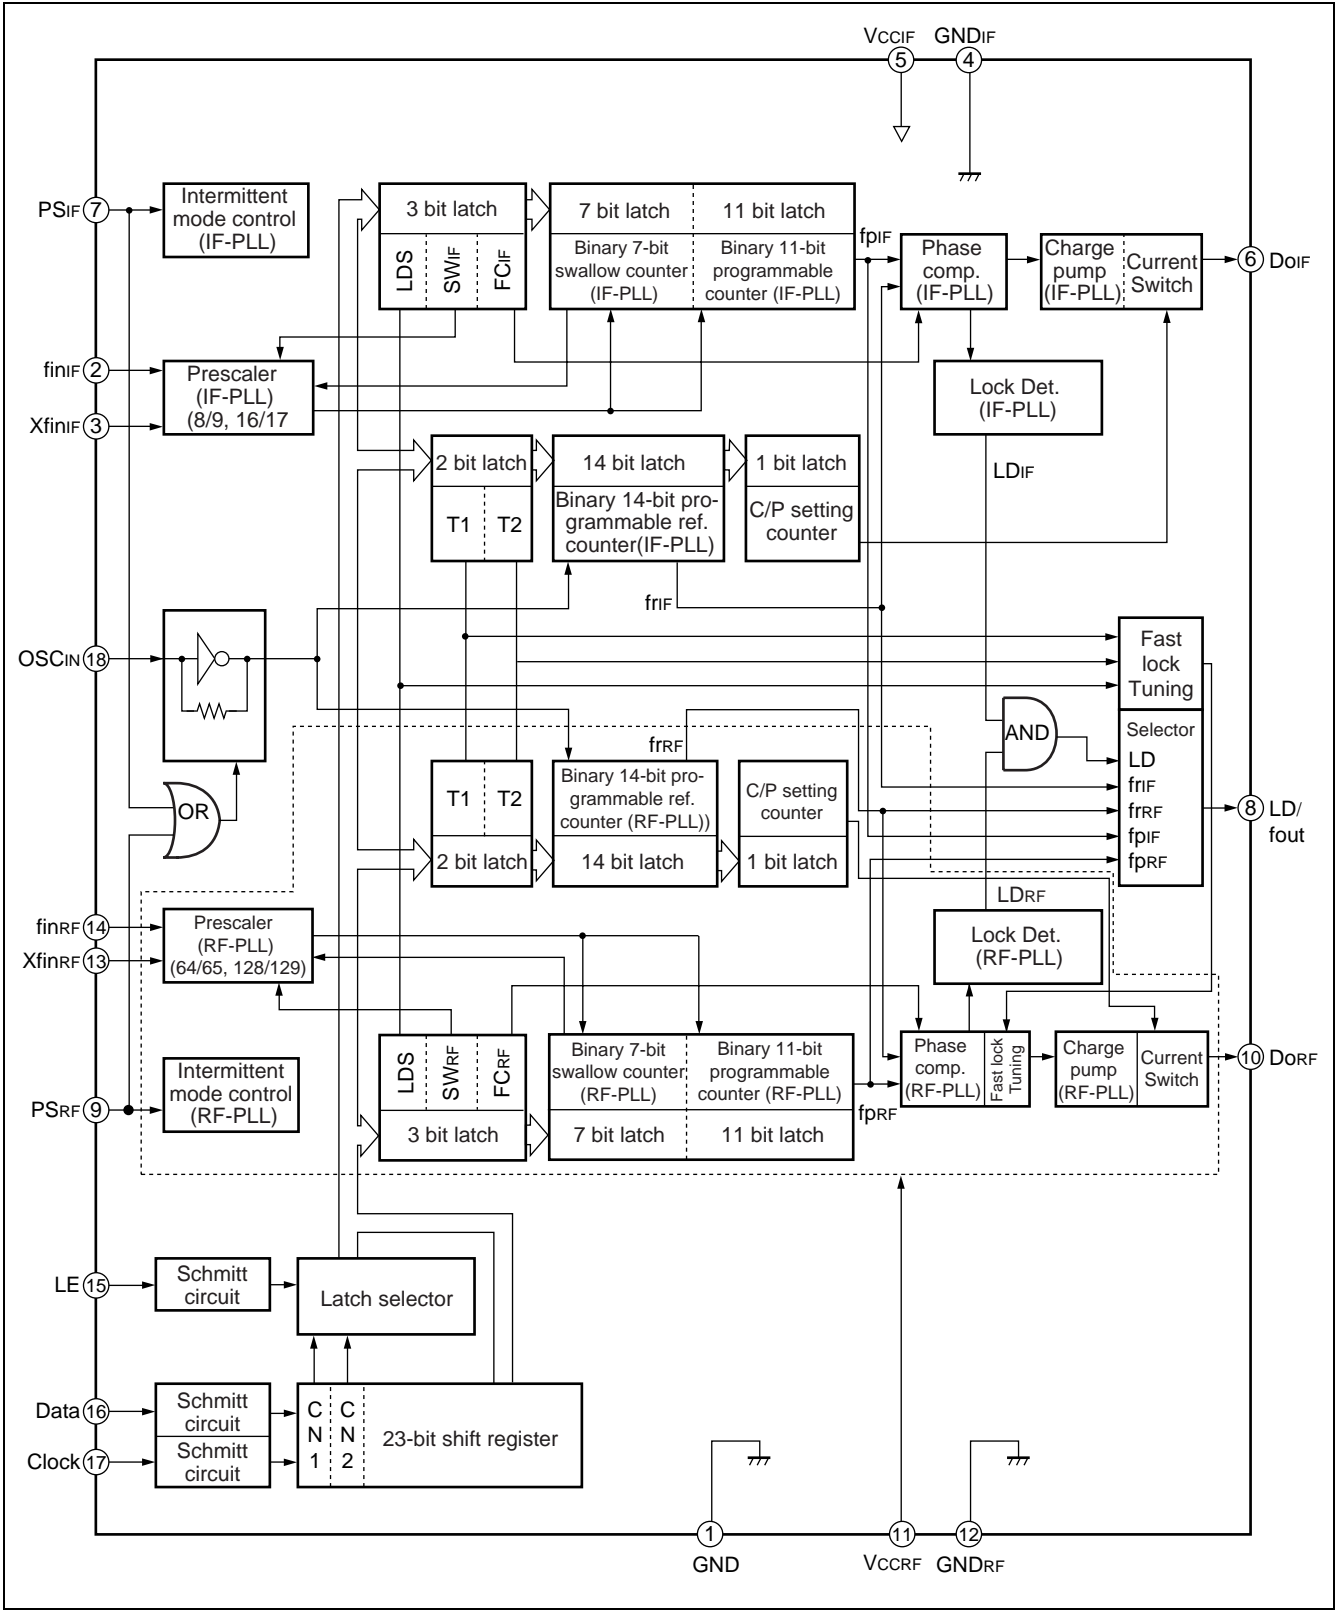 VCCIF GNDIF
5 4
PSIF 7
Intermittent
mode control
(IF-PLL)
3 bit latch
LDS
SWIF
FCIF
7 bit latch
11 bit latch
Binary 7-bit
swallow counter
(IF-PLL)
Binary 11-bit
programmable
counter (IF-PLL)
fpIF
Phase
comp.
(IF-PLL)
Charge
pump
(IF-PLL)
Current
Switch
6 DOIF
finIF 2
XfinIF 3
Prescaler
(IF-PLL)
(8/9, 16/17
Lock Det.
(IF-PLL)
LDIF
2 bit latch
T1 T2
14 bit latch
Binary 14-bit pro-
grammable ref.
counter(IF-PLL)
1 bit latch
C/P setting
counter
frIF
OSCIN 18
Fast
lock
Tuning
AND
Selector
LD
frIF
frRF
fpIF
fpRF
8 LD/
fout
OR
frRF
T1 T2
2 bit latch
Binary 14-bit pro-
grammable ref.
counter (RF-PLL))
14 bit latch
C/P setting
counter
1 bit latch
LDRF
Lock Det.
(RF-PLL)
finRF 14
XfinRF 13
Prescaler
(RF-PLL)
(64/65, 128/129)
PSRF 9
Intermittent
mode control
(RF-PLL)
LDS
SWRF
FCRF
3 bit latch
Binary 7-bit
swallow counter
(RF-PLL)
Binary 11-bit
programmable
counter (RF-PLL)
7 bit latch
11 bit latch
fpRF
Phase
comp.
(RF-PLL)
Fast lock
Tuning
Charge
pump
(RF-PLL)
Current
Switch
10 DORF
LE 15
Schmitt
circuit
Latch selector
Data 16
Schmitt
circuit
Clock 17
Schmitt
circuit
C
N
1
C
N
2
23-bit shift register
1 11 12
GND VCCRF GNDRF